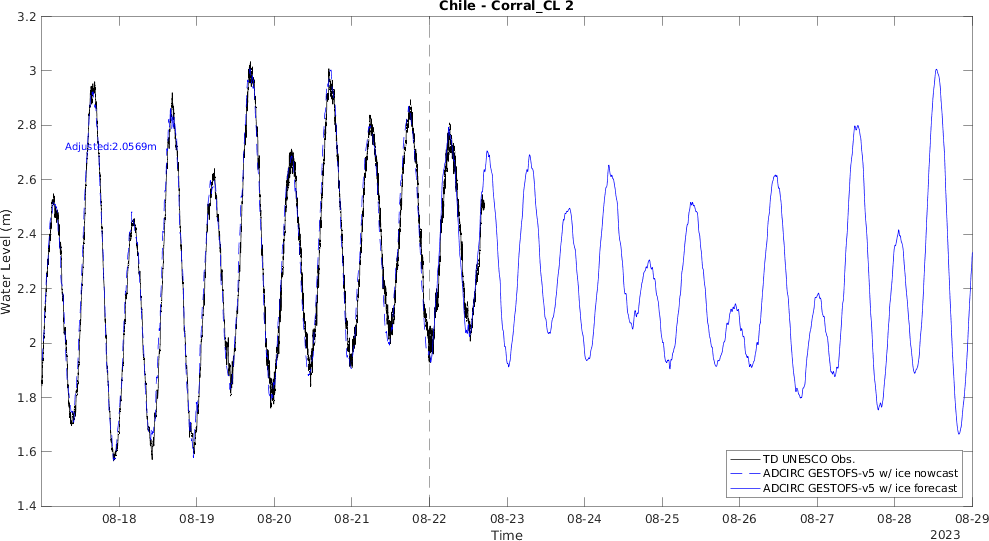 Chile - Corral_CL 2
3.2
3
2.8
2.6
2.4
2.2
2
1.8
1.6
1.4
Water Level (m)
Adjusted:2.0569m
TD UNESCO Obs.
ADCIRC GESTOFS-v5 w/ ice nowcast
ADCIRC GESTOFS-v5 w/ ice forecast
08-18 08-19 08-20 08-21 08-22 08-23 08-24 08-25 08-26 08-27 08-28 08-29
Time
2023